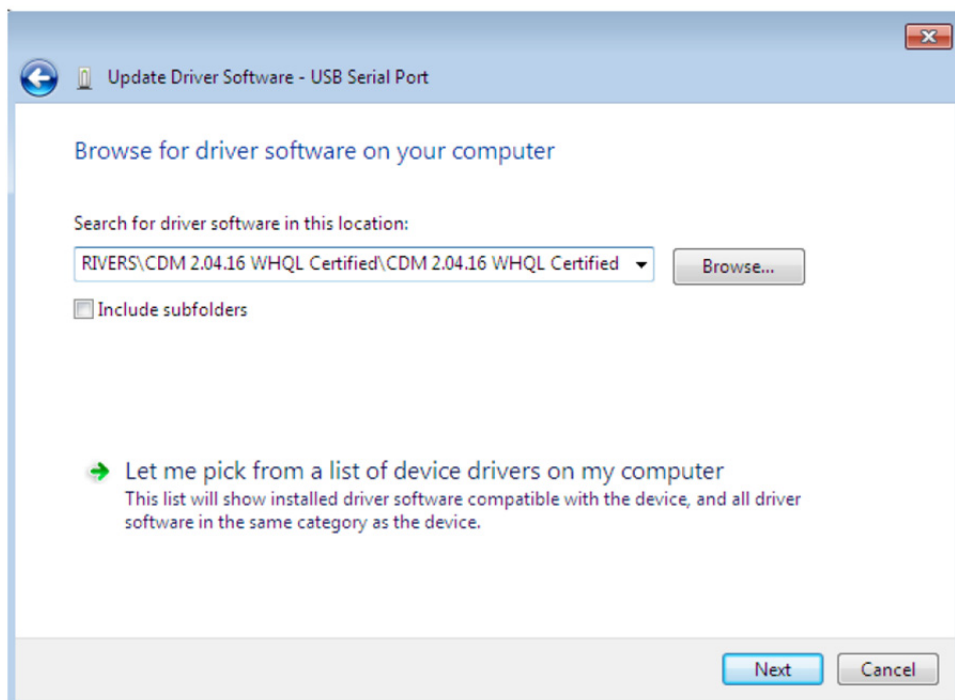 Update Driver Software - USB Serial Port
Browse for driver software on your computer
Search for driver software in this location:
RIVERS\CDM 2.04.16 WHQL Certified\CDM 2.04.16 WHQL Certified
Browse...
Include subfolders
Let me pick from a list of device drivers on my computer
This list will show installed driver software compatible with the device, and all driver
software in the same category as the device.
Next
Cancel